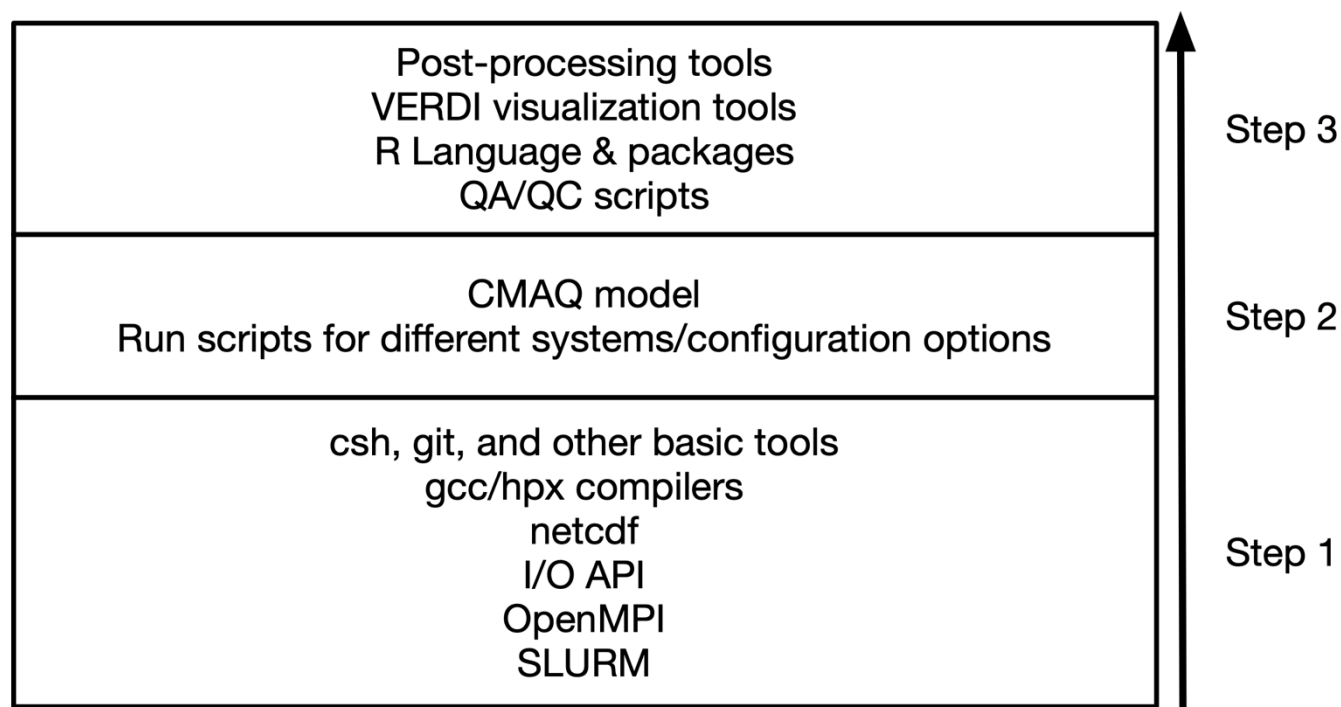 Post-processing tools
VERDI visualization tools
R Language & packages
QA/QC scripts
Step 3
CMAQ model
Run scripts for different systems/configuration options
Step 2
csh, git, and other basic tools
gcc/hpx compilers
netcdf
I/O API
OpenMPI
SLURM
Step 1